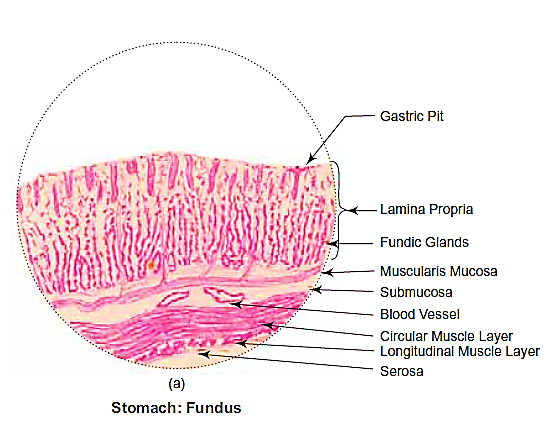 Gastric Pit
Lamina Propria
Fundic Glands
Muscularis Mucosa
Submucosa
Blood Vessel
Circular Muscle Layer
Longitudinal Muscle Layer
Serosa
(a)
Stomach: Fundus